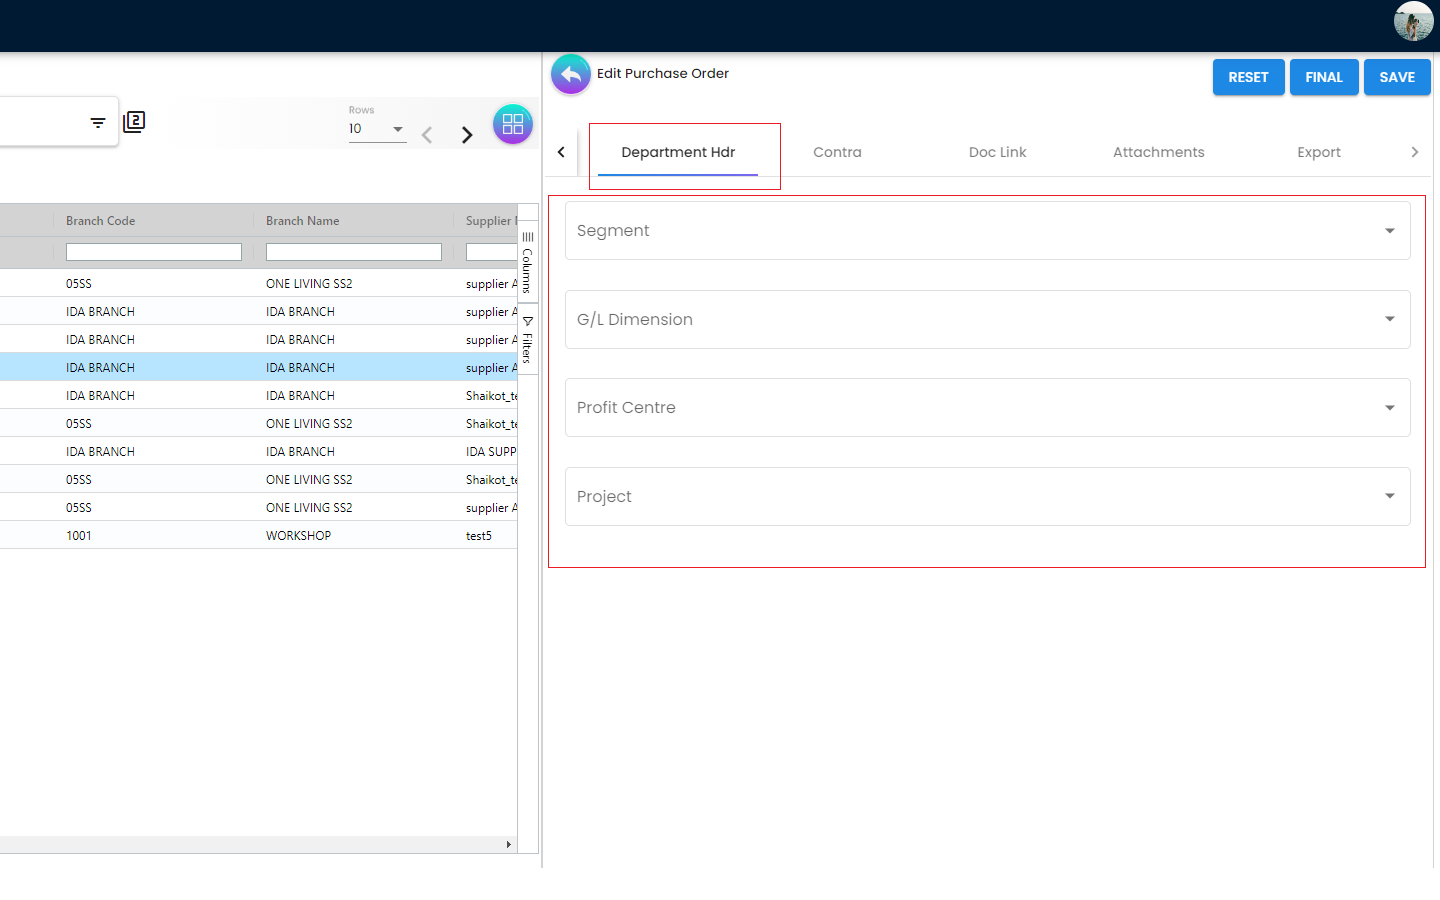 Edit Purchase Order
RESET
FINAL
SAVE
2
Rows
10
Department Hdr
Contra
Doc Link
Attachments
Export
Branch Code
Branch Name
Supplier
Columns
Filters
05SS ONE LIVING SS2 supplier A
IDA BRANCH IDA BRANCH supplier A
IDA BRANCH IDA BRANCH supplier A
IDA BRANCH IDA BRANCH supplier A
IDA BRANCH IDA BRANCH Shaikot_te
05SS ONE LIVING SS2 Shaikot_te
IDA BRANCH IDA BRANCH IDA SUPP
05SS ONE LIVING SS2 Shaikot_te
05SS ONE LIVING SS2 supplier A
1001 WORKSHOP test5
Segment
G/L Dimension
Profit Centre
Project